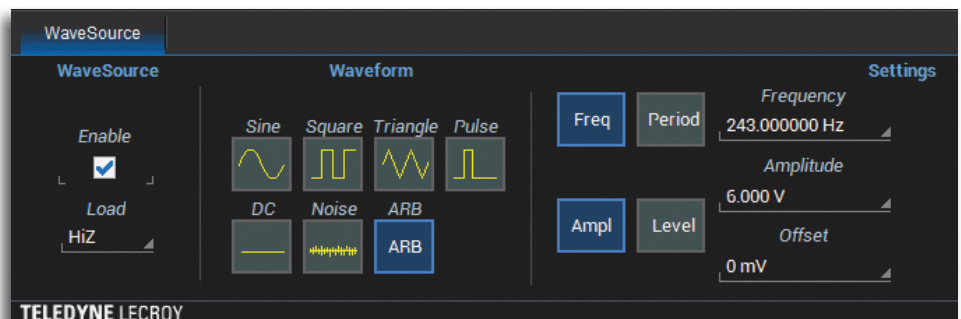 WaveSource
WaveSource Waveform Settings
Enable
Load
HiZ
Sine Square Triangle Pulse
DC Noise ARB
ARB
Freq Period
Frequency
243.000000 Hz
Amplitude
6.000 V
Ampl Level
Offset
0 mV
TELEDYNE LECROY